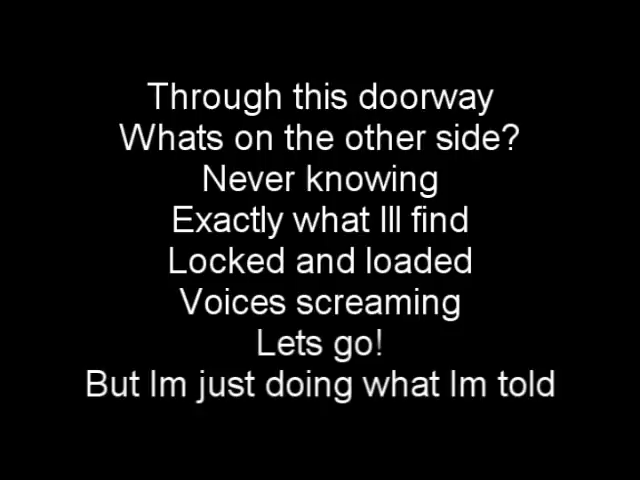 Through this doorway
Whats on the other side?
Never knowing
Exactly what Ill find
Locked and loaded
Voices screaming
Lets go!
But Im just doing what Im told